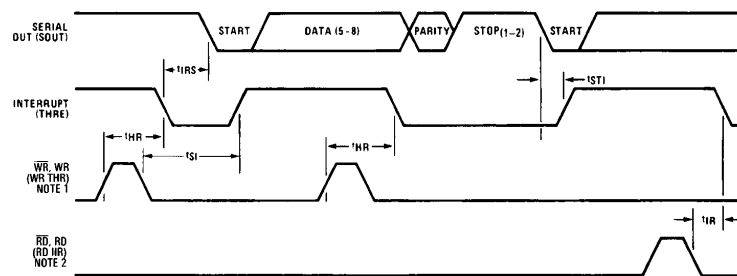 SERIAL
OUT (SOUT)
START
DATA (5-8)
PARITY
STOP(1-2)
START
tIRS
tSTI
INTERRUPT
(THRE)
tHR
tSI
tHR
WR, WR
(WR THR)
NOTE 1
tIR
RD, RD
(RD IIR)
NOTE 2